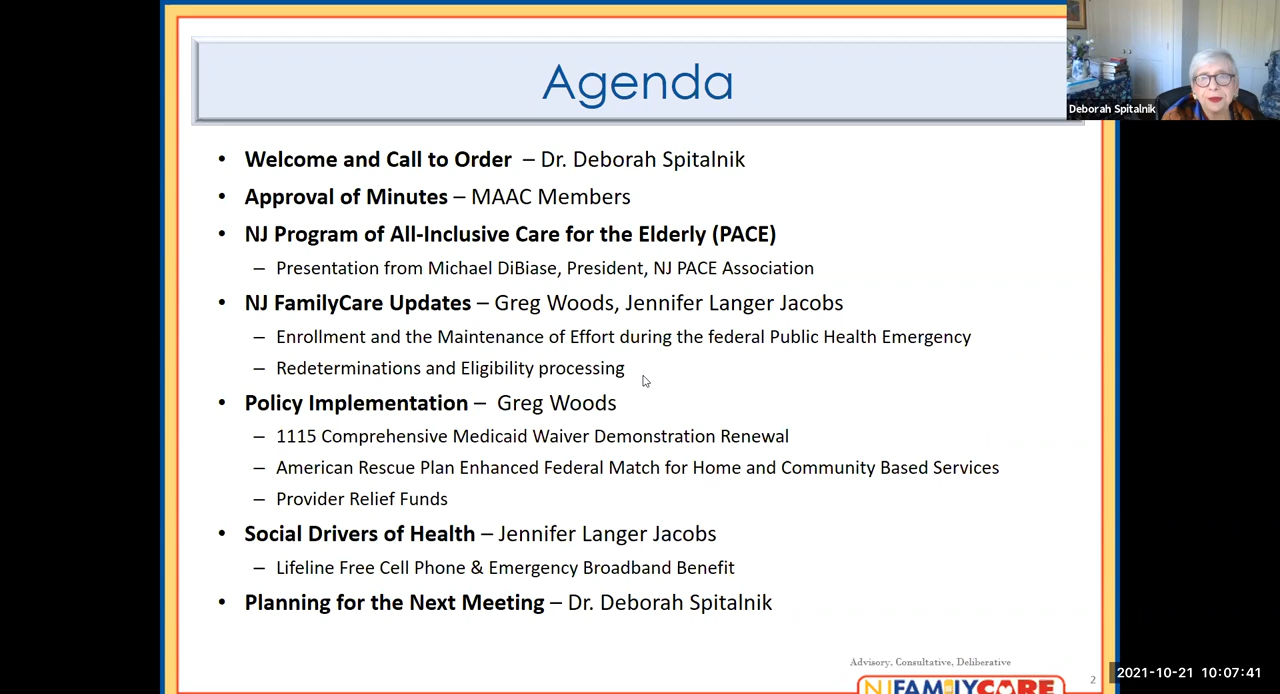 Agenda
Deborah Spitalnik
• Welcome and Call to Order – Dr. Deborah Spitalnik
• Approval of Minutes – MAAC Members
• NJ Program of All-Inclusive Care for the Elderly (PACE)
– Presentation from Michael DiBiase, President, NJ PACE Association
• NJ FamilyCare Updates – Greg Woods, Jennifer Langer Jacobs
– Enrollment and the Maintenance of Effort during the federal Public Health Emergency
– Redeterminations and Eligibility processing
• Policy Implementation – Greg Woods
– 1115 Comprehensive Medicaid Waiver Demonstration Renewal
– American Rescue Plan Enhanced Federal Match for Home and Community Based Services
– Provider Relief Funds
• Social Drivers of Health – Jennifer Langer Jacobs
– Lifeline Free Cell Phone & Emergency Broadband Benefit
• Planning for the Next Meeting – Dr. Deborah Spitalnik
Advisory, Consultative, Deliberative
NJFAMILYCARE
2
2021-10-21 10:07:41